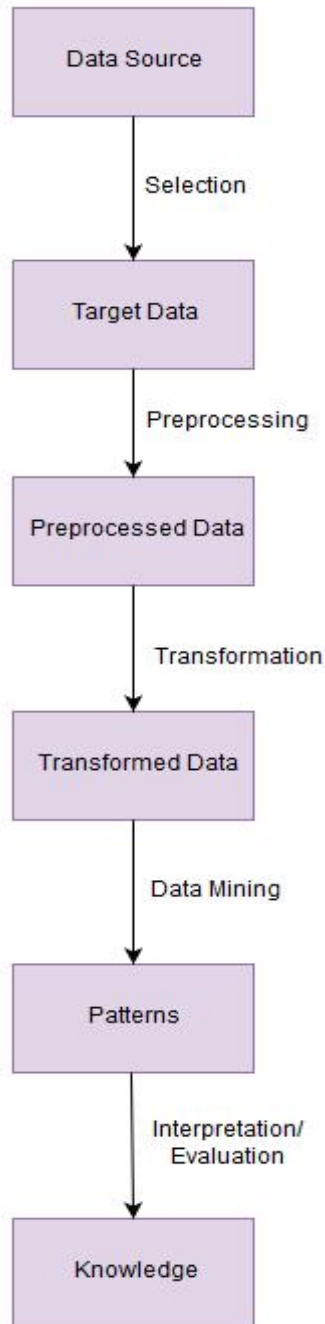 Data Source
Selection
Target Data
Preprocessing
Preprocessed Data
Transformation
Transformed Data
Data Mining
Patterns
Interpretation/
Evaluation
Knowledge